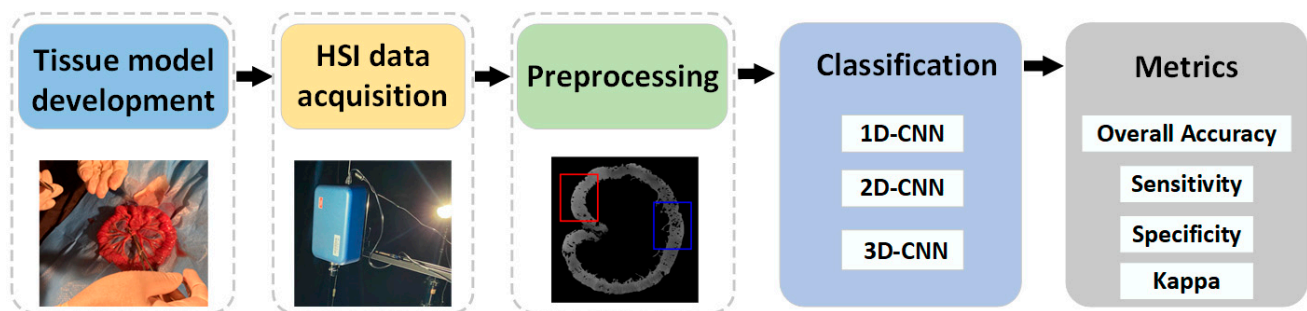 Tissue model
development
HSI data
acquisition
Preprocessing
Classification
1D-CNN
2D-CNN
3D-CNN
Metrics
Overall Accuracy
Sensitivity
Specificity
Kappa